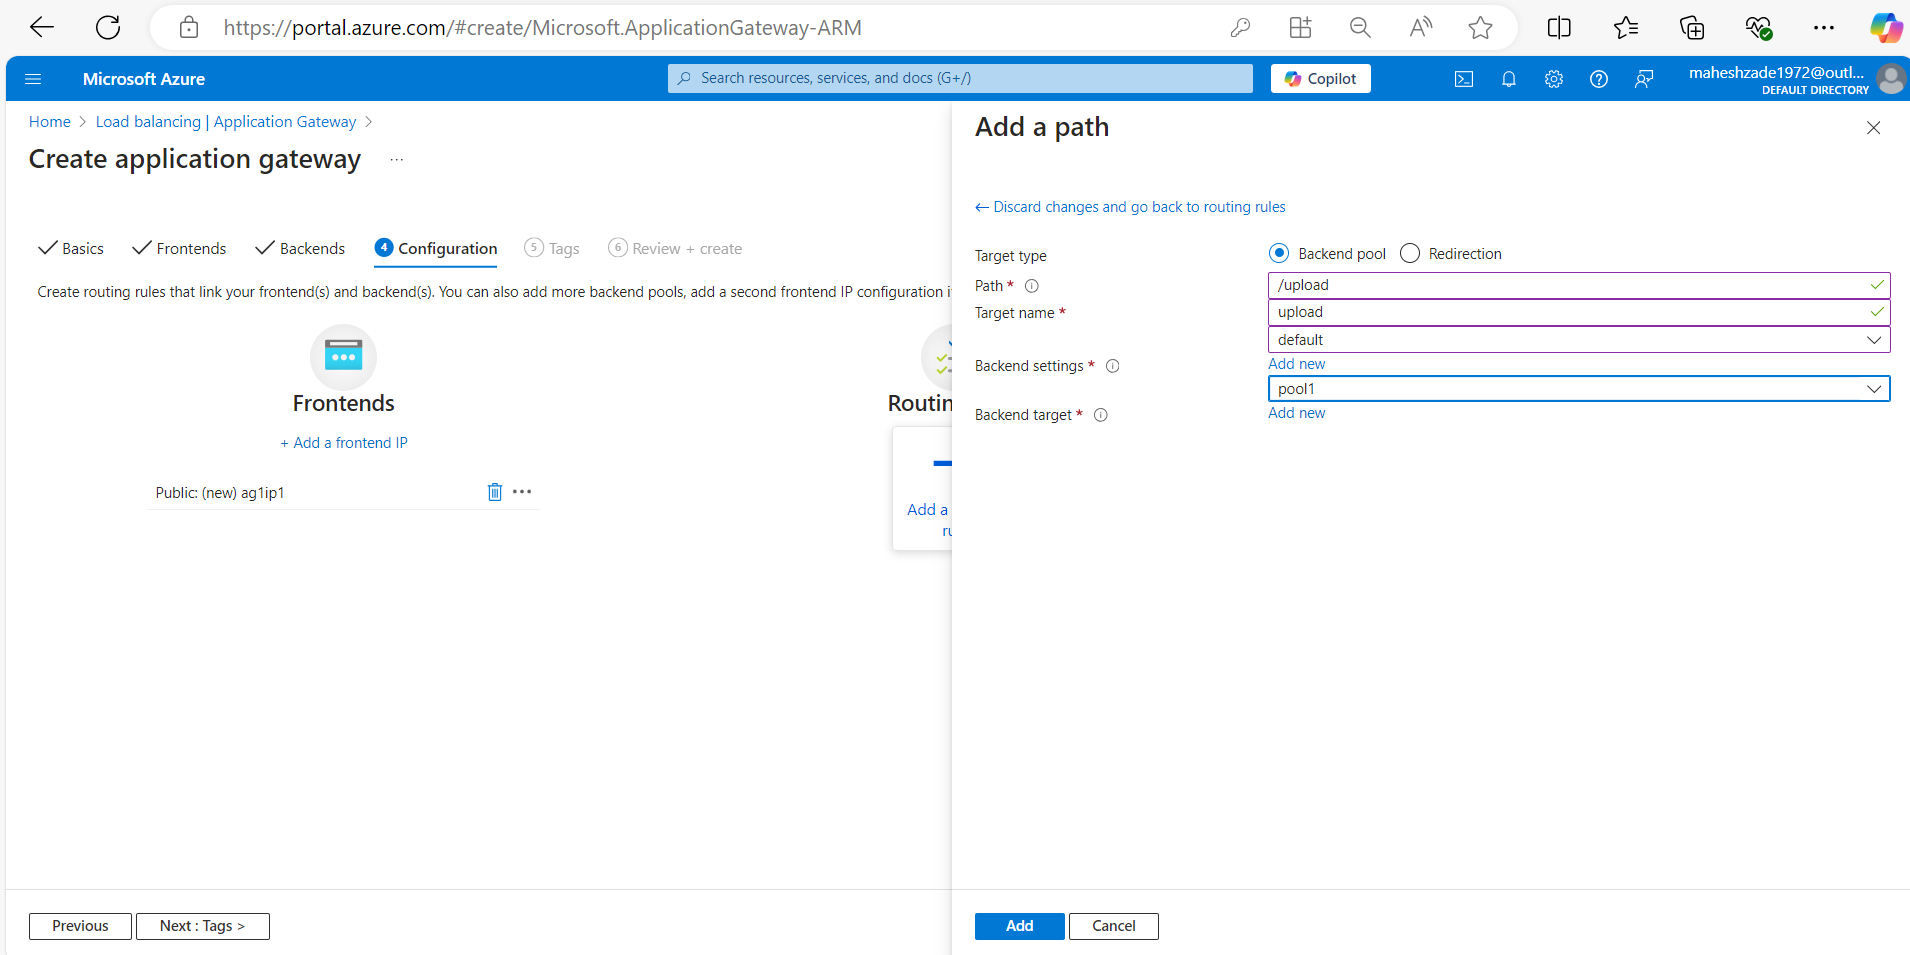 https://portal.azure.com/#create/Microsoft.ApplicationGateway-ARM
Microsoft Azure
Search resources, services, and docs (G+/)
Copilot
maheshzade1972@outl...
DEFAULT DIRECTORY
Home > Load balancing | Application Gateway >
Create application gateway ...
Basics
Frontends
Backends
4 Configuration
5 Tags
6 Review + create
Create routing rules that link your frontend(s) and backend(s). You can also add more backend pools, add a second frontend IP configuration i
Frontends
+ Add a frontend IP
Public: (new) ag1ip1
Routin
Add a
ru
Previous
Next : Tags >
Add a path
← Discard changes and go back to routing rules
Target type
Backend pool
Redirection
Path *
/upload
Target name *
upload
default
Backend settings *
Add new
pool1
Backend target *
Add new
Add
Cancel